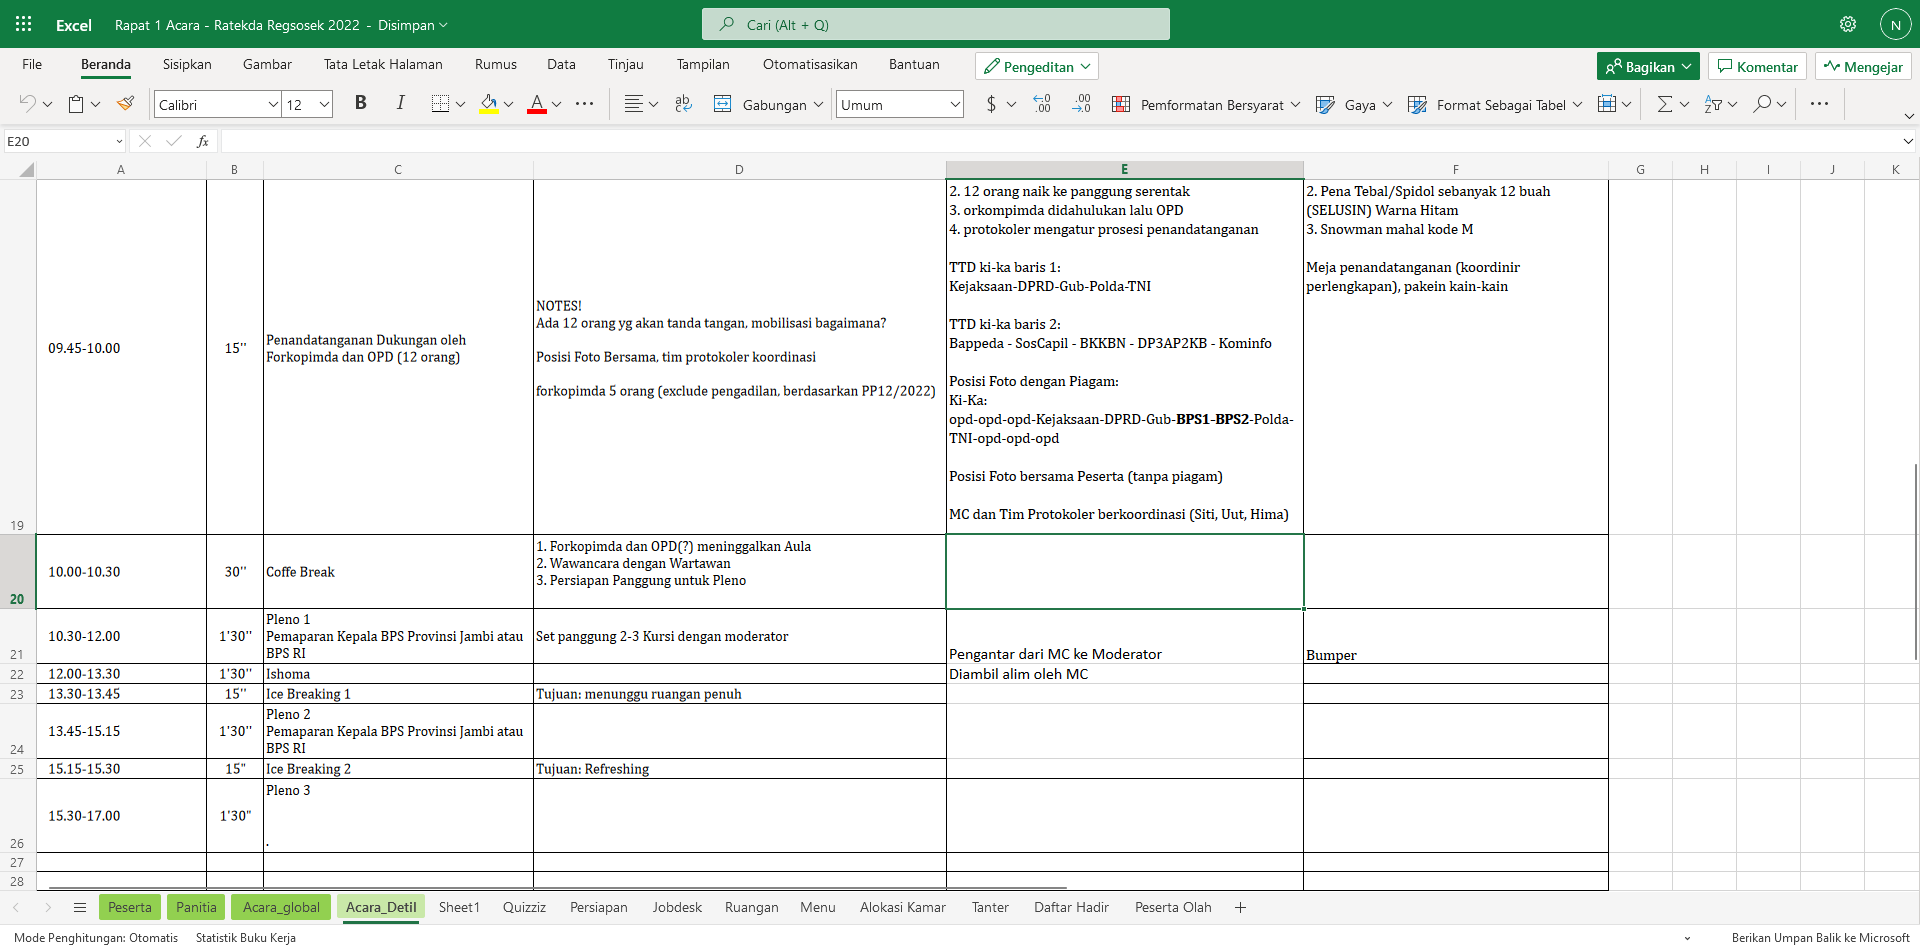 Excel Rapat 1 Acara - Ratekda Regsosek 2022 - Disimpan
Cari (Alt + Q)
N
File Beranda Sisipkan Gambar Tata Letak Halaman Rumus Data Tinjau Tampilan Otomatisasikan Bantuan Pengeditan Bagikan Komentar Mengejar
Calibri 12 B I A ab Gabungan Umum $ Pemformatan Bersyarat Gaya Format Sebagai Tabel
E20 fx
A B C D E F G H I J K
19
09.45-10.00
15''
Penandatanganan Dukungan oleh
Forkopimda dan OPD (12 orang)
NOTES!
Ada 12 orang yg akan tanda tangan, mobilisasi bagaimana?
Posisi Foto Bersama, tim protokoler koordinasi
forkopimda 5 orang (exclude pengadilan, berdasarkan PP12/2022)
2. 12 orang naik ke panggung serentak
3. orkompimda didahulukan lalu OPD
4. protokoler mengatur prosesi penandatanganan
TTD ki-ka baris 1:
Kejaksaan-DPRD-Gub-Polda-TNI
TTD ki-ka baris 2:
Bappeda - SosCapil - BKKBN - DP3AP2KB - Kominfo
Posisi Foto dengan Piagam:
Ki-Ka:
opd-opd-opd-Kejaksaan-DPRD-Gub-BPS1-BPS2-Polda-
TNI-opd-opd-opd
Posisi Foto bersama Peserta (tanpa piagam)
MC dan Tim Protokoler berkoordinasi (Siti, Uut, Hima)
2. Pena Tebal/Spidol sebanyak 12 buah
(SELUSIN) Warna Hitam
3. Snowman mahal kode M
Meja penandatanganan (koordinir
perlengkapan), pakein kain-kain
20
10.00-10.30
30''
Coffe Break
1. Forkopimda dan OPD(?) meninggalkan Aula
2. Wawancara dengan Wartawan
3. Persiapan Panggung untuk Pleno
21
10.30-12.00
1'30''
Pleno 1
Pemaparan Kepala BPS Provinsi Jambi atau
BPS RI
Set panggung 2-3 Kursi dengan moderator
Pengantar dari MC ke Moderator
Bumper
22 12.00-13.30 1'30'' Ishoma Diambil alim oleh MC
23 13.30-13.45 15'' Ice Breaking 1 Tujuan: menunggu ruangan penuh
24
13.45-15.15
1'30''
Pleno 2
Pemaparan Kepala BPS Provinsi Jambi atau
BPS RI
25 15.15-15.30 15" Ice Breaking 2 Tujuan: Refreshing
26
15.30-17.00
1'30"
Pleno 3
.
27
28
Peserta Panitia Acara_global Acara_Detil Sheet1 Quizziz Persiapan Jobdesk Ruangan Menu Alokasi Kamar Tanter Daftar Hadir Peserta Olah
Mode Penghitungan: Otomatis Statistik Buku Kerja Berikan Umpan Balik ke Microsoft